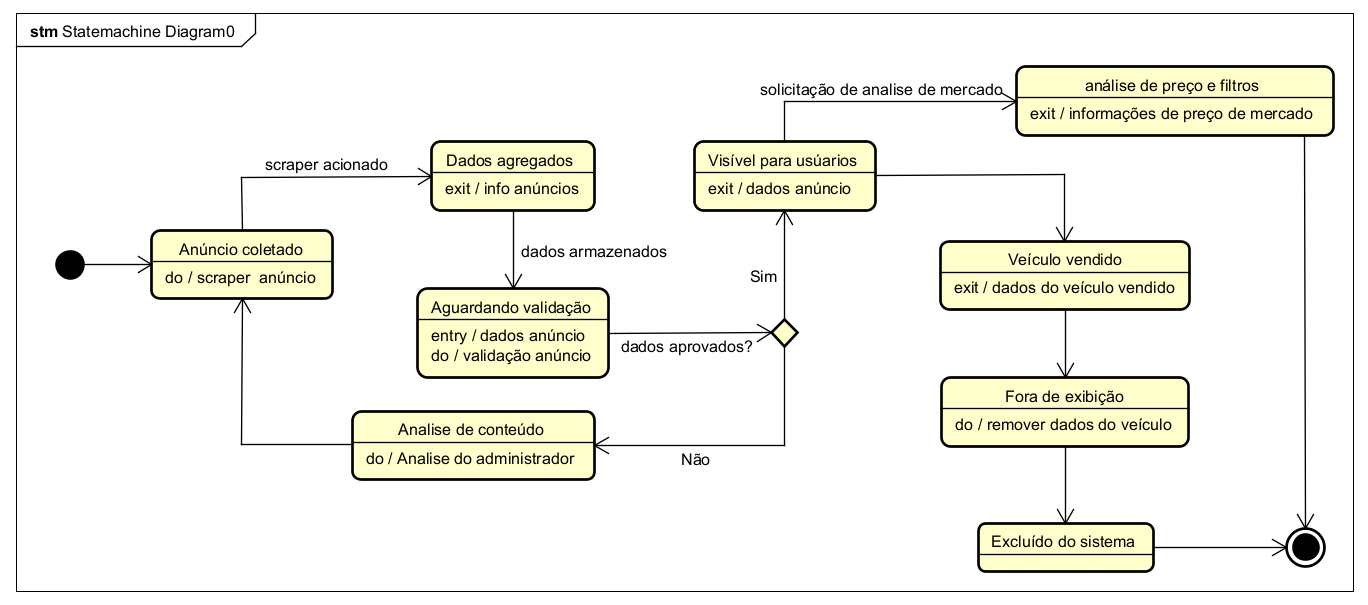 stm Statemachine Diagram0
solicitação de analise de mercado
análise de preço e filtros
exit / informações de preço de mercado
scraper acionado
Dados agregados
exit / info anúncios
Visível para usúarios
exit / dados anúncio
Anúncio coletado
do / scraper  anúncio
dados armazenados
Sim
Veículo vendido
exit / dados do veículo vendido
Aguardando validação
entry / dados anúncio
do / validação anúncio
dados aprovados?
Fora de exibição
do / remover dados do veículo
Analise de conteúdo
do / Analise do administrador
Não
Excluído do sistema